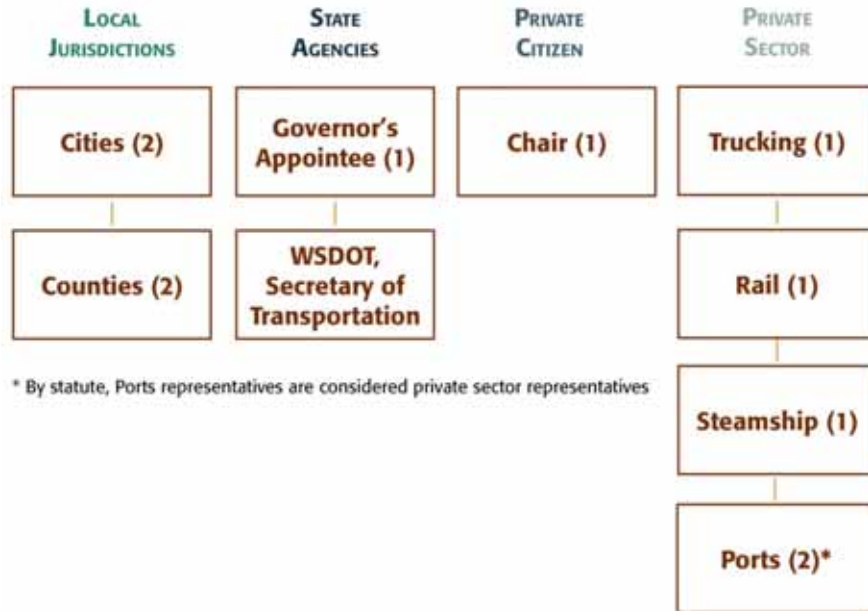 LOCAL
JURISDICTIONS
STATE
AGENCIES
PRIVATE
CITIZEN
PRIVATE
SECTOR
Cities (2)
Counties (2)
Governor's
Appointee (1)
WSDOT,
Secretary of
Transportation
Chair (1)
Trucking (1)
Rail (1)
Steamship (1)
Ports (2)*
* By statute, Ports representatives are considered private sector representatives